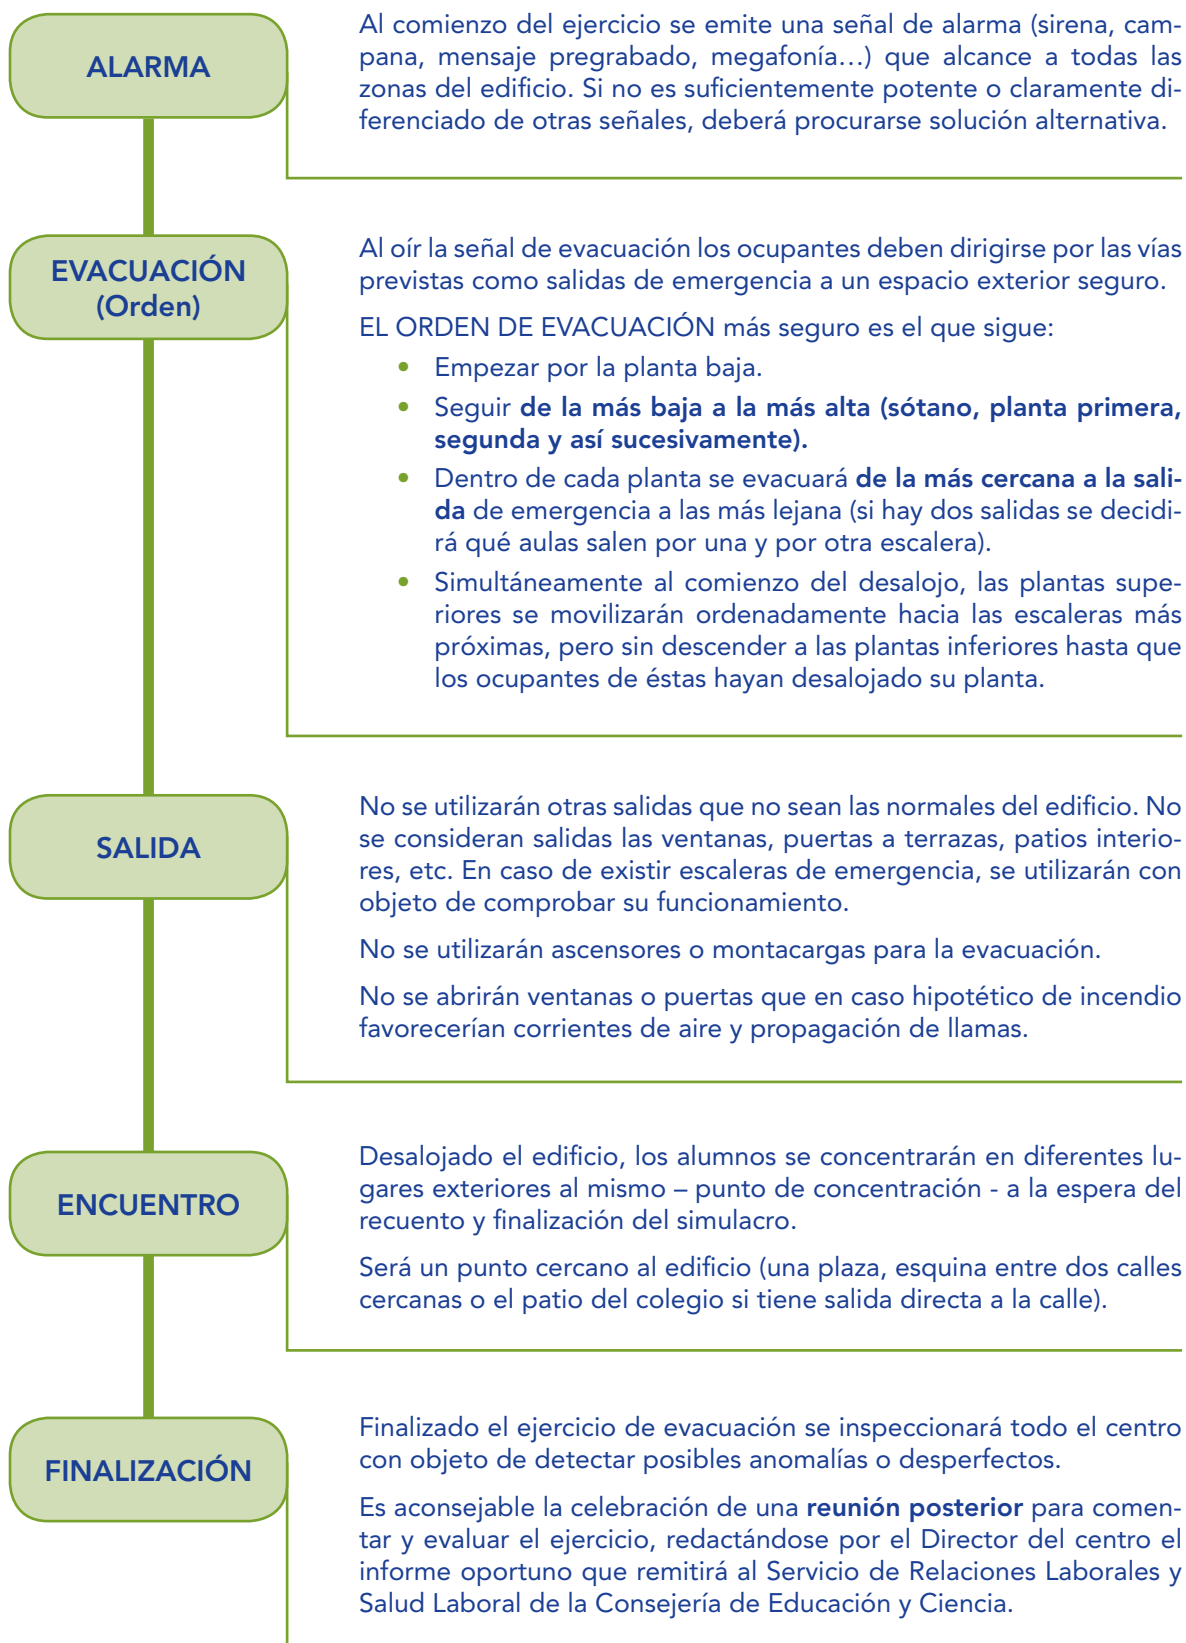 ALARMA
Al comienzo del ejercicio se emite una señal de alarma (sirena, cam-
pana, mensaje pregrabado, megafonía…) que alcance a todas las
zonas del edificio. Si no es suficientemente potente o claramente di-
ferenciado de otras señales, deberá procurarse solución alternativa.
EVACUACIÓN
(Orden)
Al oír la señal de evacuación los ocupantes deben dirigirse por las vías
previstas como salidas de emergencia a un espacio exterior seguro.
EL ORDEN DE EVACUACIÓN más seguro es el que sigue:
• Empezar por la planta baja.
• Seguir de la más baja a la más alta (sótano, planta primera,
segunda y así sucesivamente).
• Dentro de cada planta se evacuará de la más cercana a la sali-
da de emergencia a las más lejana (si hay dos salidas se decidi-
rá qué aulas salen por una y por otra escalera).
• Simultáneamente al comienzo del desalojo, las plantas supe-
riores se movilizarán ordenadamente hacia las escaleras más
próximas, pero sin descender a las plantas inferiores hasta que
los ocupantes de éstas hayan desalojado su planta.
SALIDA
No se utilizarán otras salidas que no sean las normales del edificio. No
se consideran salidas las ventanas, puertas a terrazas, patios interio-
res, etc. En caso de existir escaleras de emergencia, se utilizarán con
objeto de comprobar su funcionamiento.
No se utilizarán ascensores o montacargas para la evacuación.
No se abrirán ventanas o puertas que en caso hipotético de incendio
favorecerían corrientes de aire y propagación de llamas.
ENCUENTRO
Desalojado el edificio, los alumnos se concentrarán en diferentes lu-
gares exteriores al mismo – punto de concentración - a la espera del
recuento y finalización del simulacro.
Será un punto cercano al edificio (una plaza, esquina entre dos calles
cercanas o el patio del colegio si tiene salida directa a la calle).
FINALIZACIÓN
Finalizado el ejercicio de evacuación se inspeccionará todo el centro
con objeto de detectar posibles anomalías o desperfectos.
Es aconsejable la celebración de una reunión posterior para comen-
tar y evaluar el ejercicio, redactándose por el Director del centro el
informe oportuno que remitirá al Servicio de Relaciones Laborales y
Salud Laboral de la Consejería de Educación y Ciencia.